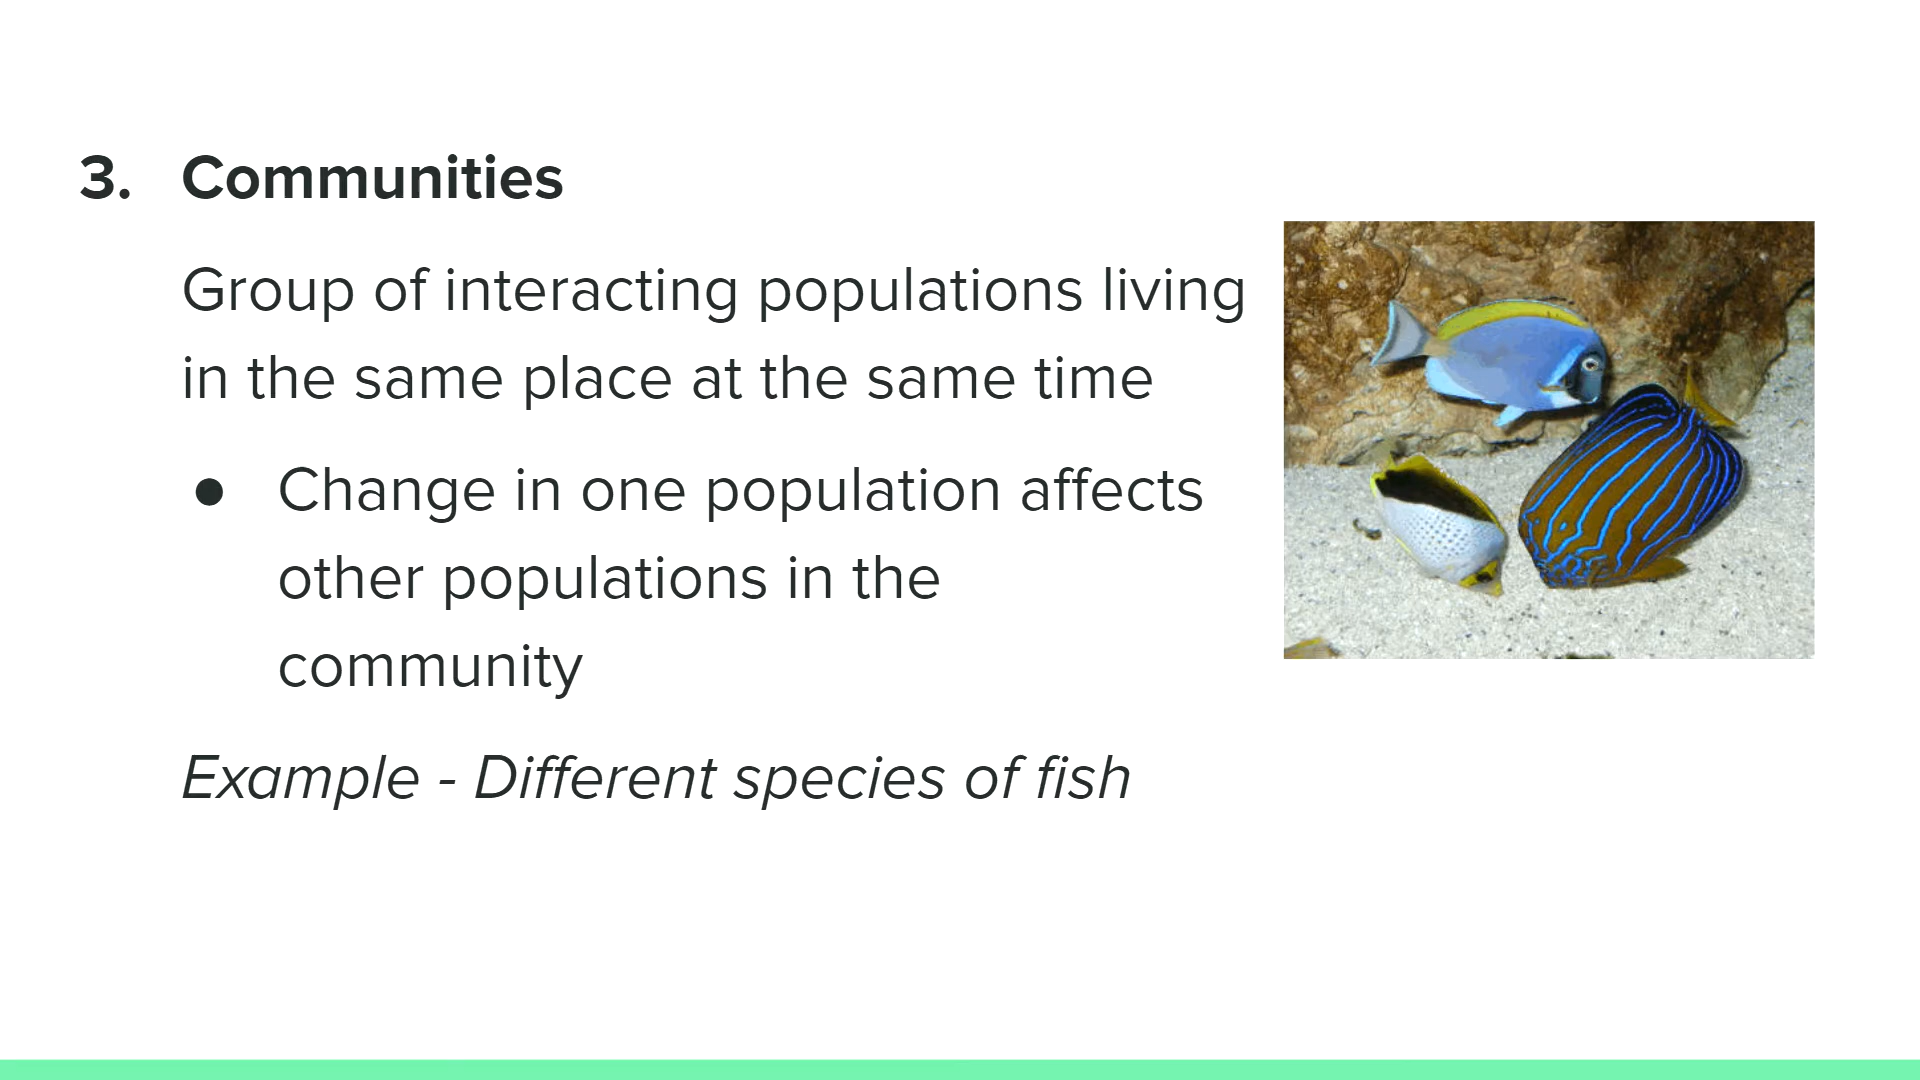 3. Communities
Group of interacting populations living
in the same place at the same time
● Change in one population affects
other populations in the
community
Example - Different species of fish